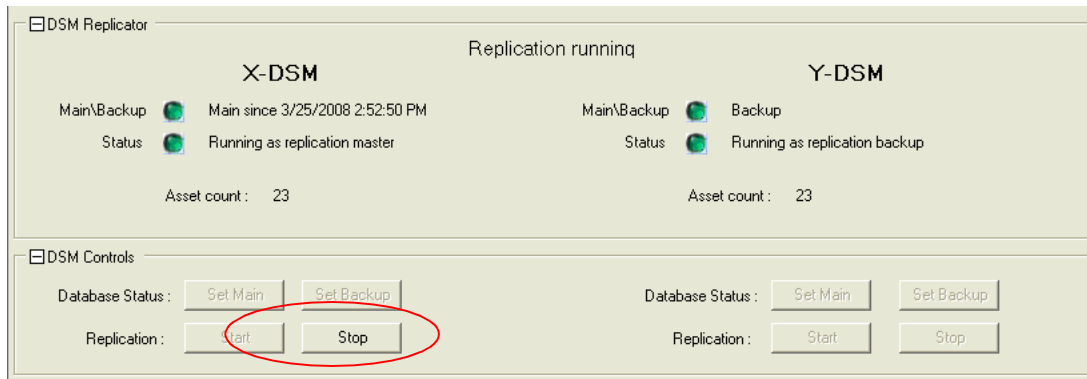 DSM Replicator
Replication running
X-DSM Y-DSM
Main\Backup Main since 3/25/2008 2:52:50 PM Main\Backup Backup
Status Running as replication master Status Running as replication backup
Asset count : 23 Asset count : 23
DSM Controls
Database Status : Set Main Set Backup Database Status : Set Main Set Backup
Replication : Start Stop Replication : Start Stop